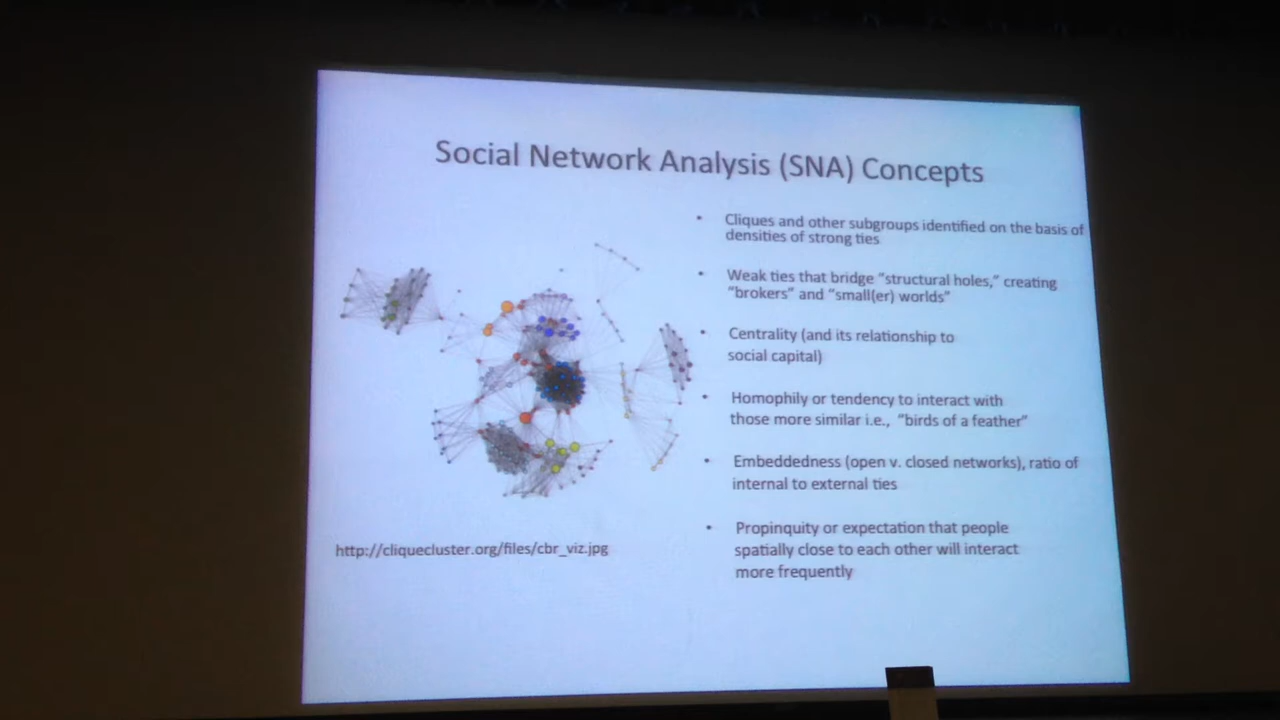 Social Network Analysis (SNA) Concepts
• Cliques and other subgroups identified on the basis of
densities of strong ties
• Weak ties that bridge "structural holes," creating
"brokers" and "small(er) worlds"
• Centrality (and its relationship to
social capital)
• Homophily or tendency to interact with
those more similar i.e., "birds of a feather"
• Embeddedness (open v. closed networks), ratio of
internal to external ties
• Propinquity or expectation that people
spatially close to each other will interact
more frequently
http://cliquecluster.org/files/cbr_viz.jpg